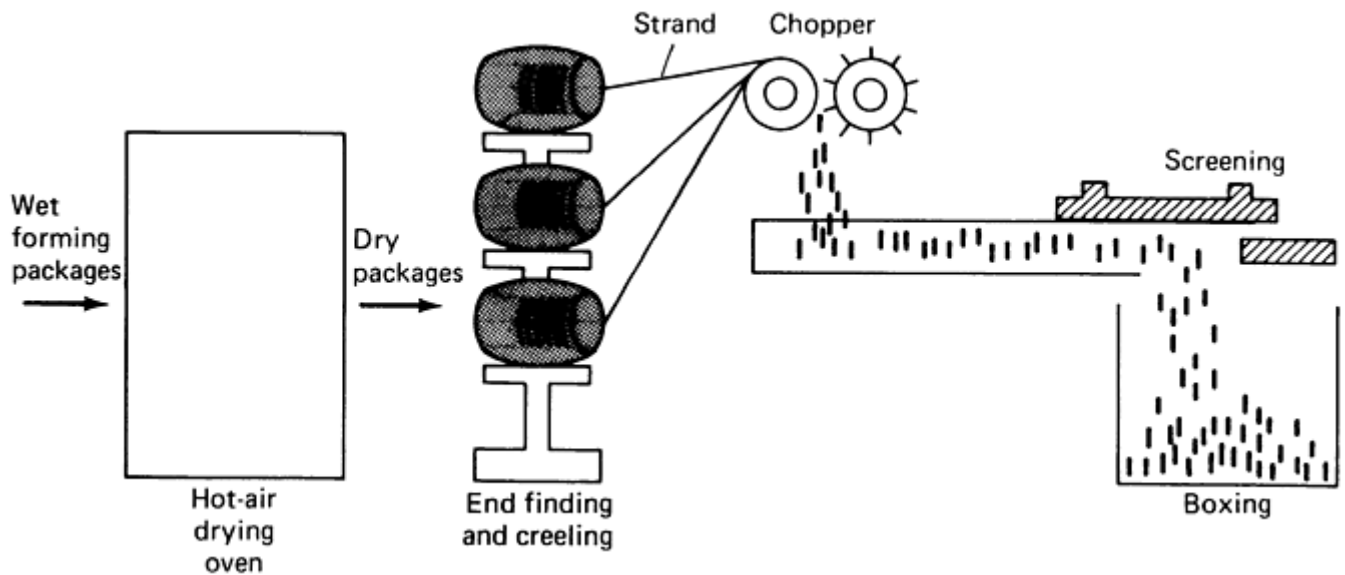 Strand
Chopper
Screening
Wet
forming
packages
Dry
packages
Hot-air
drying
oven
End finding
and creeling
Boxing